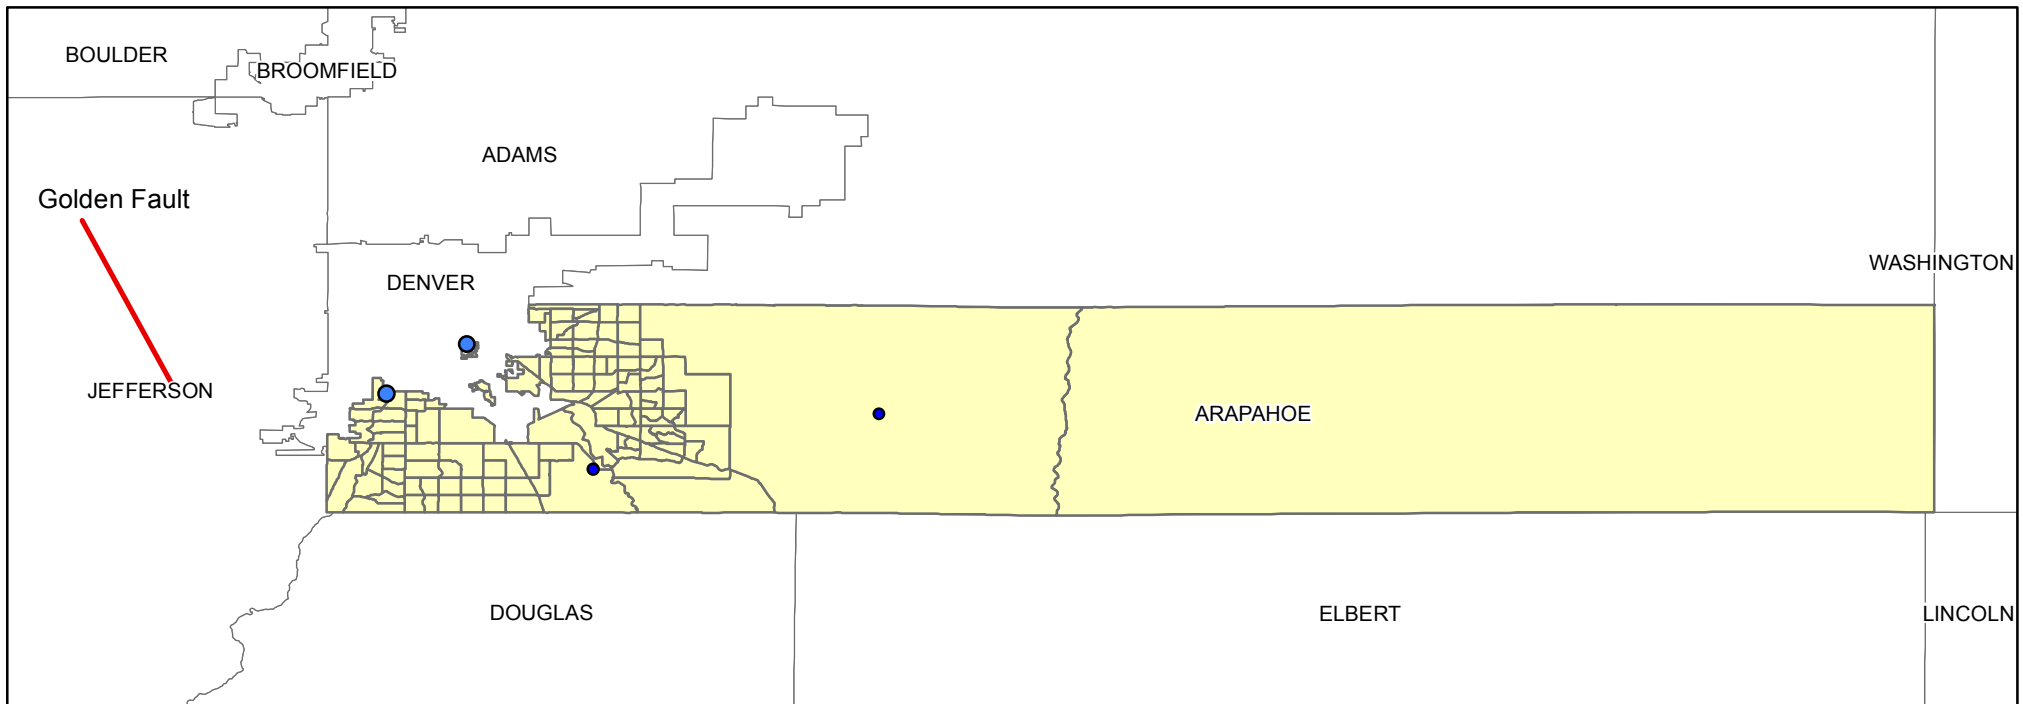 BOULDER
BROOMFIELD
ADAMS
Golden Fault
WASHINGTON
DENVER
JEFFERSON
ARAPAHOE
DOUGLAS
ELBERT
LINCOLN